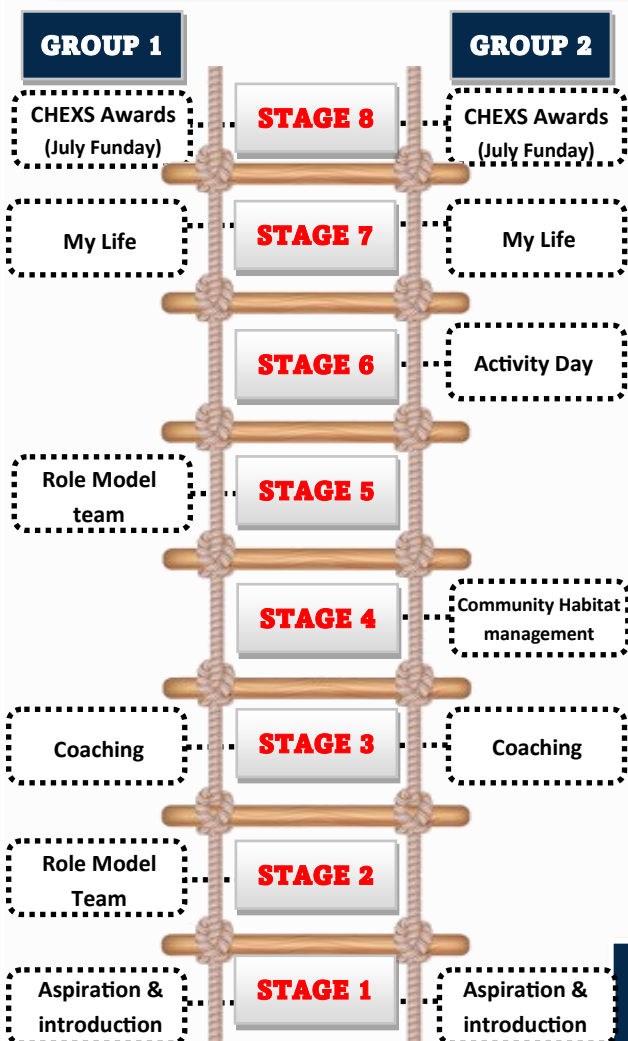 GROUP 1
GROUP 2
CHEXS Awards
(July Funday)
STAGE 8
CHEXS Awards
(July Funday)
My Life
STAGE 7
My Life
STAGE 6
Activity Day
Role Model
team
STAGE 5
STAGE 4
Community Habitat
management
Coaching
STAGE 3
Coaching
Role Model
Team
STAGE 2
Aspiration &
introduction
STAGE 1
Aspiration &
introduction